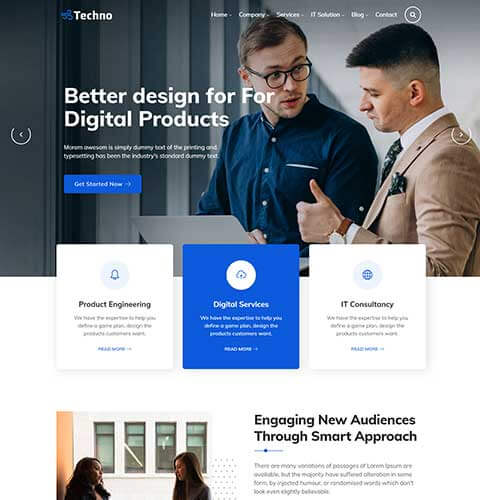 Techno
Home Company Services IT Solution Blog Contact
Better design for For
Digital Products
Morem awesom is simply dummy text of the printing and
typesetting has been the industry's standard dummy text.
Get Started Now
Product Engineering
We have the expertise to help you
define a game plan, design the
products customers want.
READ MORE
Digital Services
We have the expertise to help you
define a game plan, design the
products customers want.
READ MORE
IT Consultancy
We have the expertise to help you
define a game plan, design the
products customers want.
READ MORE
Engaging New Audiences
Through Smart Approach
There are many variations of passages of Lorem Ipsum are
available, but the majority have suffered alteration in some
form, by injected humour, or randomised words which don't
look even slightly believable.